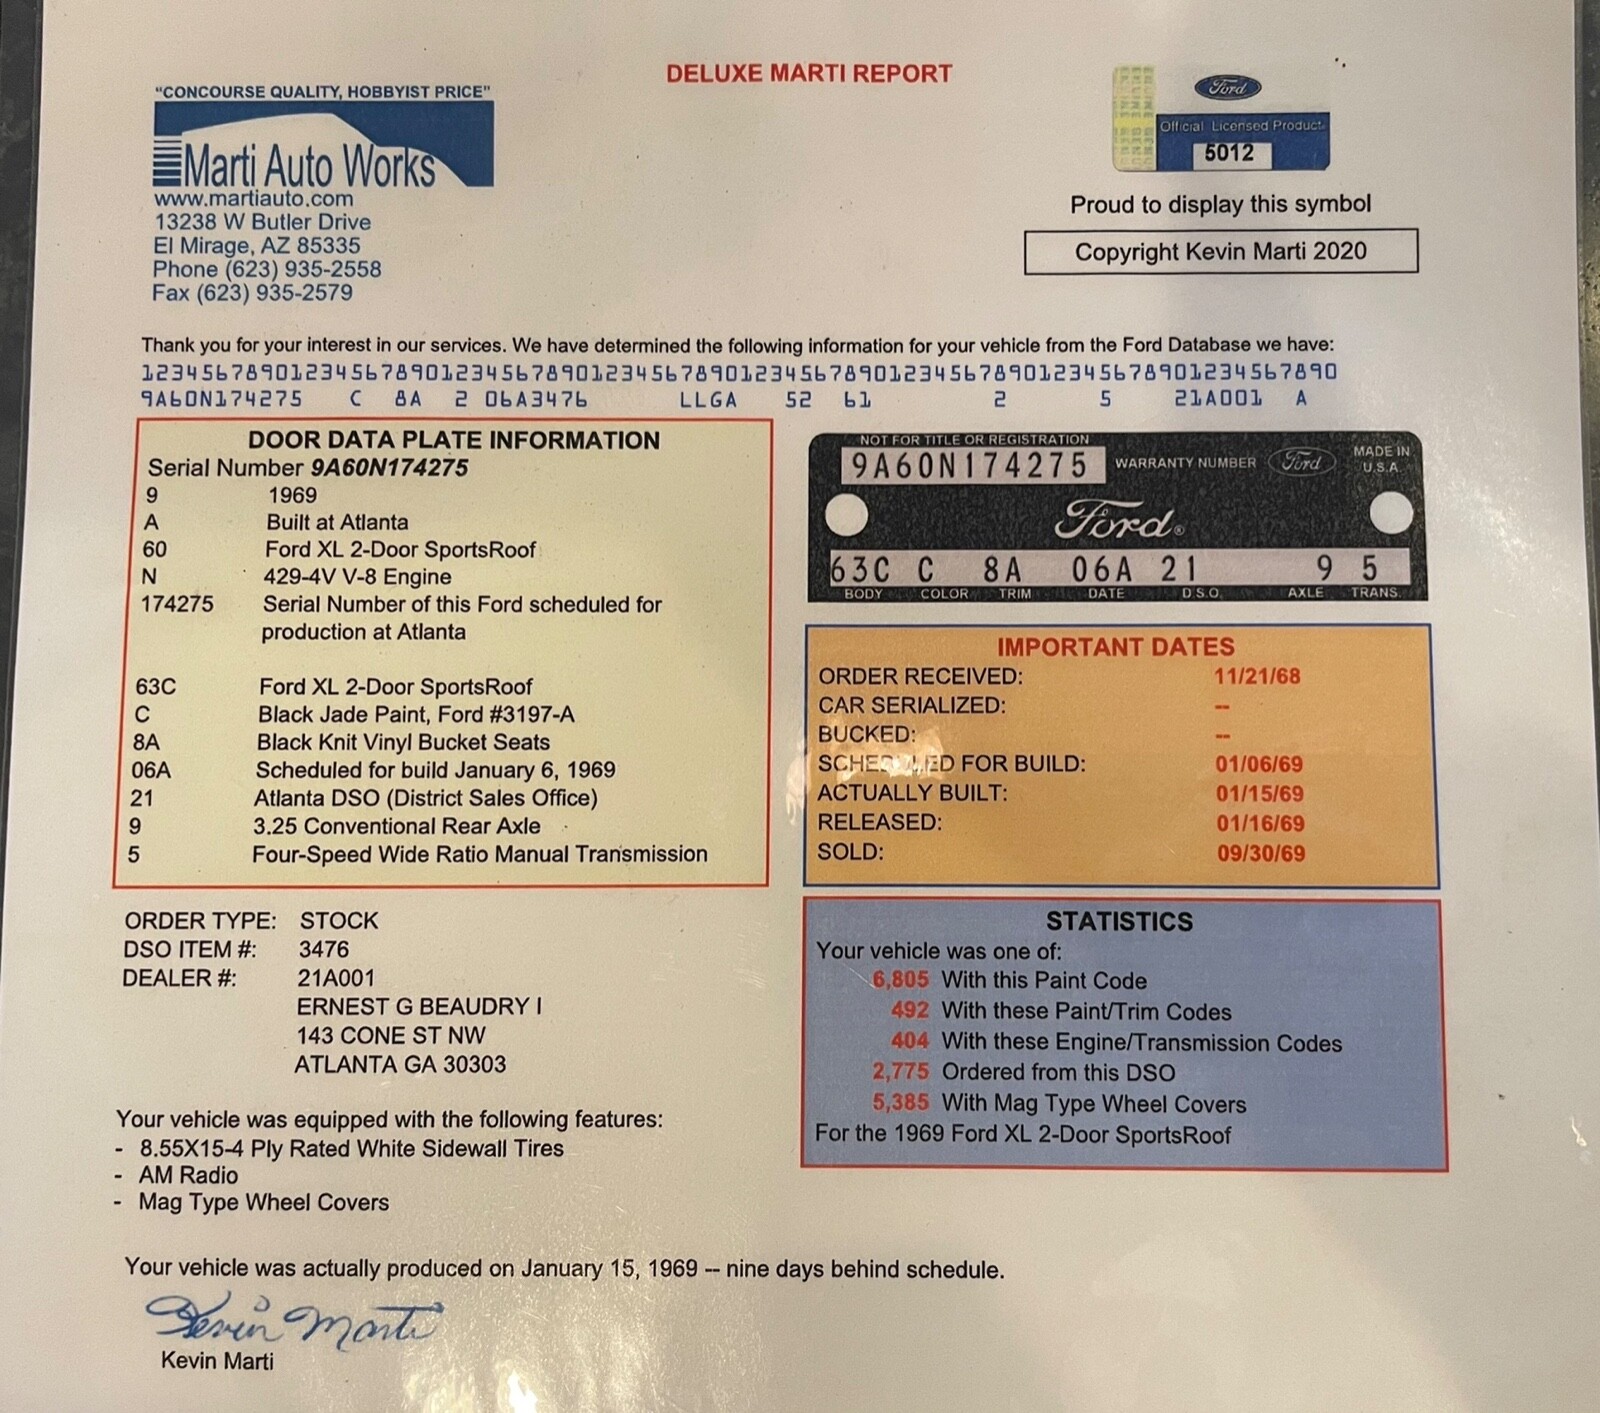 DELUXE MARTI REPORT
"CONCOURSE QUALITY, HOBBYIST PRICE"
Marti Auto Works
www.martiauto.com
13238 W Butler Drive
El Mirage, AZ 85335
Phone (623) 935-2558
Fax (623) 935-2579
Ford
Official Licensed Product
5012
Proud to display this symbol
Copyright Kevin Marti 2020
Thank you for your interest in our services. We have determined the following information for your vehicle from the Ford Database we have:
12345678901234567890123456789012345678901234567890123456789012345678901234567890
9A60N174275 C 8A 2 06A3476 LLGA 52 61 2 5 21A001 A
DOOR DATA PLATE INFORMATION
Serial Number 9A60N174275
9 1969
A Built at Atlanta
60 Ford XL 2-Door SportsRoof
N 429-4V V-8 Engine
174275 Serial Number of this Ford scheduled for
production at Atlanta
63C Ford XL 2-Door SportsRoof
C Black Jade Paint, Ford #3197-A
8A Black Knit Vinyl Bucket Seats
06A Scheduled for build January 6, 1969
21 Atlanta DSO (District Sales Office)
9 3.25 Conventional Rear Axle
5 Four-Speed Wide Ratio Manual Transmission
NOT FOR TITLE OR REGISTRATION
9A60N174275 WARRANTY NUMBER Ford MADE IN
U.S.A.
Ford®
63C C 8A 06A 21 9 5
BODY COLOR TRIM DATE D.S.O. AXLE TRANS.
IMPORTANT DATES
ORDER RECEIVED: 11/21/68
CAR SERIALIZED: --
BUCKED: --
SCHEDULED FOR BUILD: 01/06/69
ACTUALLY BUILT: 01/15/69
RELEASED: 01/16/69
SOLD: 09/30/69
ORDER TYPE: STOCK
DSO ITEM #: 3476
DEALER #: 21A001
ERNEST G BEAUDRY I
143 CONE ST NW
ATLANTA GA 30303
STATISTICS
Your vehicle was one of:
6,805 With this Paint Code
492 With these Paint/Trim Codes
404 With these Engine/Transmission Codes
2,775 Ordered from this DSO
5,385 With Mag Type Wheel Covers
For the 1969 Ford XL 2-Door SportsRoof
Your vehicle was equipped with the following features:
- 8.55X15-4 Ply Rated White Sidewall Tires
- AM Radio
- Mag Type Wheel Covers
Your vehicle was actually produced on January 15, 1969 -- nine days behind schedule.
Kevin Marti
Kevin Marti